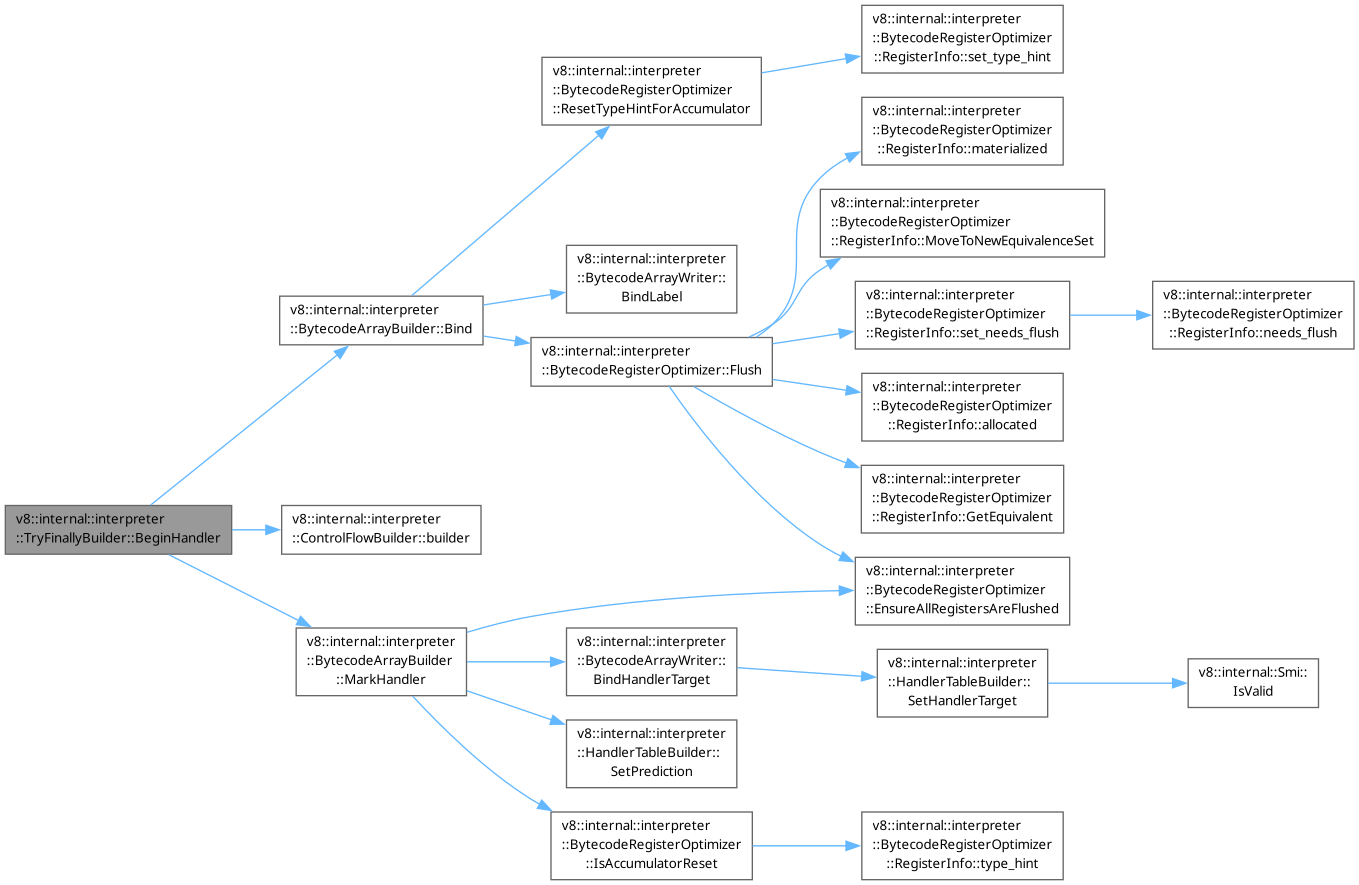 v8::internal::interpreter
::BytecodeRegisterOptimizer
::RegisterInfo::set_type_hint
v8::internal::interpreter
::BytecodeRegisterOptimizer
::ResetTypeHintForAccumulator
v8::internal::interpreter
::BytecodeRegisterOptimizer
::RegisterInfo::materialized
v8::internal::interpreter
::BytecodeRegisterOptimizer
::RegisterInfo::MoveToNewEquivalenceSet
v8::internal::interpreter
::BytecodeArrayWriter::
BindLabel
v8::internal::interpreter
::BytecodeArrayBuilder::Bind
v8::internal::interpreter
::BytecodeRegisterOptimizer
::RegisterInfo::set_needs_flush
v8::internal::interpreter
::BytecodeRegisterOptimizer
::RegisterInfo::needs_flush
v8::internal::interpreter
::BytecodeRegisterOptimizer::Flush
v8::internal::interpreter
::BytecodeRegisterOptimizer
::RegisterInfo::allocated
v8::internal::interpreter
::BytecodeRegisterOptimizer
::RegisterInfo::GetEquivalent
v8::internal::interpreter
::TryFinallyBuilder::BeginHandler
v8::internal::interpreter
::ControlFlowBuilder::builder
v8::internal::interpreter
::BytecodeRegisterOptimizer
::EnsureAllRegistersAreFlushed
v8::internal::interpreter
::BytecodeArrayBuilder
::MarkHandler
v8::internal::interpreter
::BytecodeArrayWriter::
BindHandlerTarget
v8::internal::interpreter
::HandlerTableBuilder::
SetHandlerTarget
v8::internal::Smi::
IsValid
v8::internal::interpreter
::HandlerTableBuilder::
SetPrediction
v8::internal::interpreter
::BytecodeRegisterOptimizer
::IsAccumulatorReset
v8::internal::interpreter
::BytecodeRegisterOptimizer
::RegisterInfo::type_hint